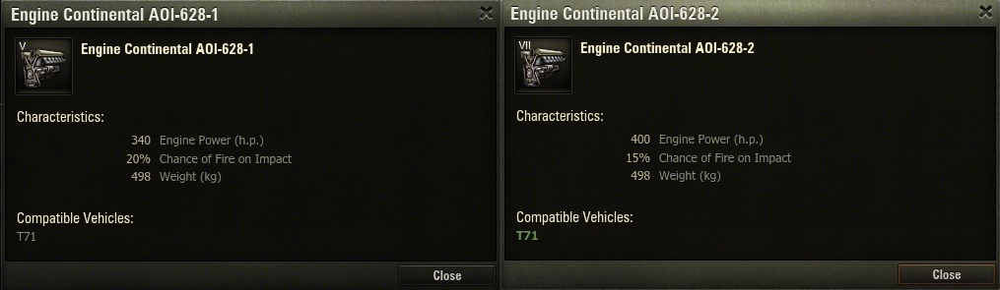 Engine Continental AOI-628-1
V
Engine Continental AOI-628-1
Characteristics:
340 Engine Power (h.p.)
20% Chance of Fire on Impact
498 Weight (kg)
Compatible Vehicles:
T71
Close
Engine Continental AOI-628-2
VII
Engine Continental AOI-628-2
Characteristics:
400 Engine Power (h.p.)
15% Chance of Fire on Impact
498 Weight (kg)
Compatible Vehicles:
T71
Close